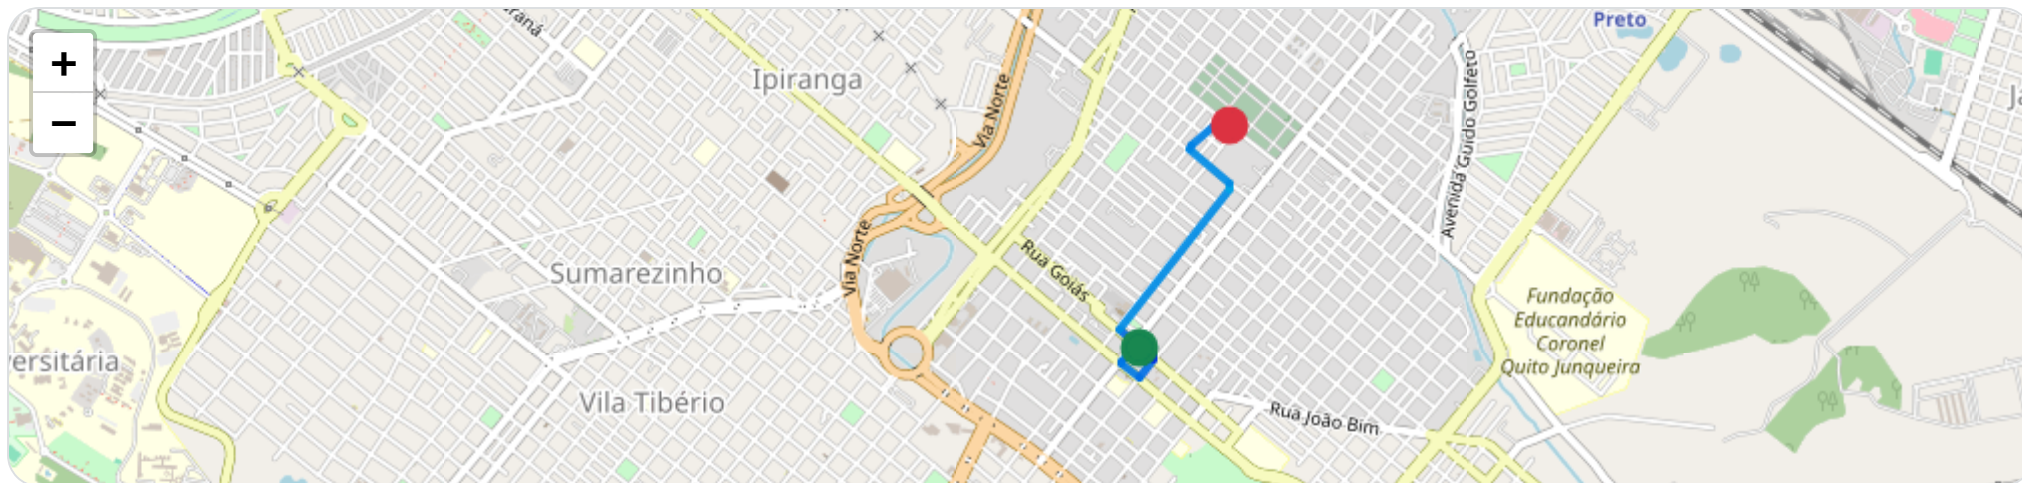 Preto
+
−
Ipiranga
Via Norte
Avenida Guido Golfeto
Via Norte
Rua Goiás
Sumarezinho
Fundação
Educandário
Coronel
Quito Junqueira
versitária
Vila Tibério
Rua João Bim